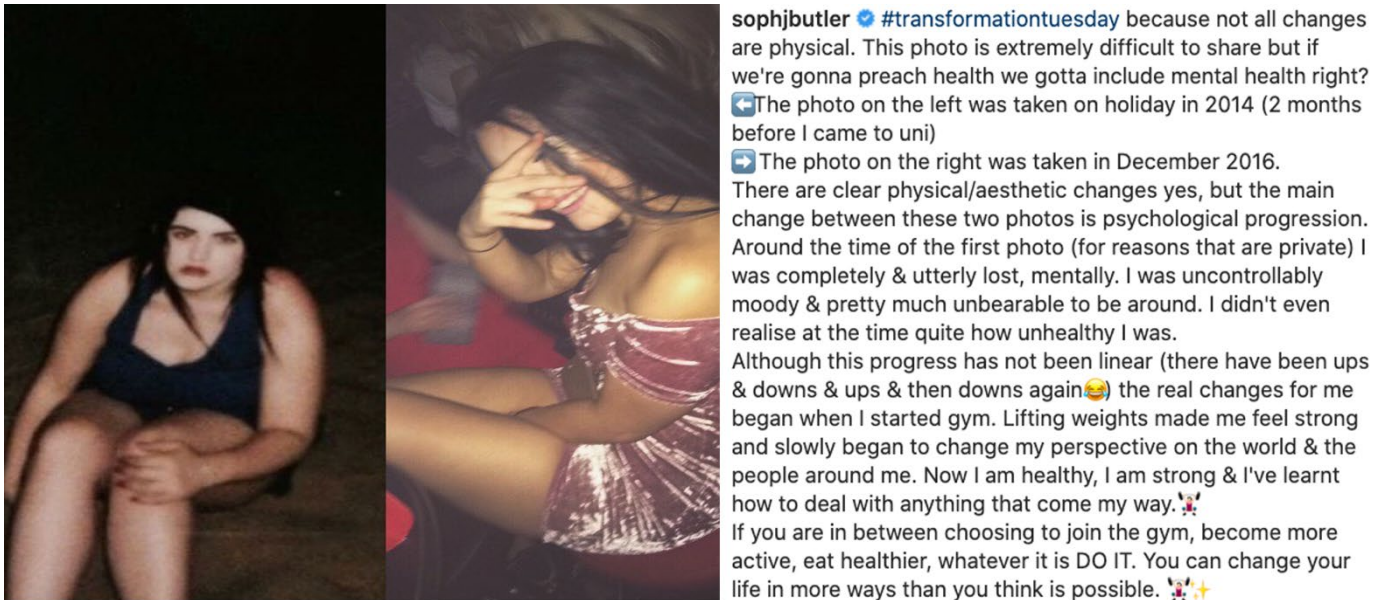 sophjbutler #transformationtuesday because not all changes
are physical. This photo is extremely difficult to share but if
we're gonna preach health we gotta include mental health right?
⬅️The photo on the left was taken on holiday in 2014 (2 months
before I came to uni)
➡️The photo on the right was taken in December 2016.
There are clear physical/aesthetic changes yes, but the main
change between these two photos is psychological progression.
Around the time of the first photo (for reasons that are private) I
was completely & utterly lost, mentally. I was uncontrollably
moody & pretty much unbearable to be around. I didn't even
realise at the time quite how unhealthy I was.
Although this progress has not been linear (there have been ups
& downs & ups & then downs again😂) the real changes for me
began when I started gym. Lifting weights made me feel strong
and slowly began to change my perspective on the world & the
people around me. Now I am healthy, I am strong & I've learnt
how to deal with anything that come my way.🏋️
If you are in between choosing to join the gym, become more
active, eat healthier, whatever it is DO IT. You can change your
life in more ways than you think is possible. 🏋️✨